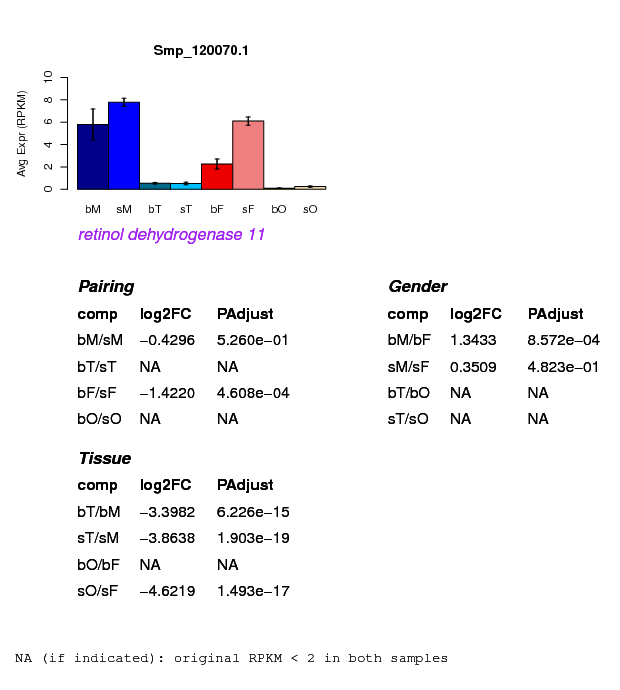 Smp_120070.1
Avg Expr (RPKM)
0 2 4 6 8 10
bM sM bT sT bF sF bO sO
retinol dehydrogenase 11
Pairing
comp log2FC PAdjust
bM/sM −0.4296 5.260e−01
bT/sT NA NA
bF/sF −1.4220 4.608e−04
bO/sO NA NA
Gender
comp log2FC PAdjust
bM/bF 1.3433 8.572e−04
sM/sF 0.3509 4.823e−01
bT/bO NA NA
sT/sO NA NA
Tissue
comp log2FC PAdjust
bT/bM −3.3982 6.226e−15
sT/sM −3.8638 1.903e−19
bO/bF NA NA
sO/sF −4.6219 1.493e−17
NA (if indicated): original RPKM < 2 in both samples